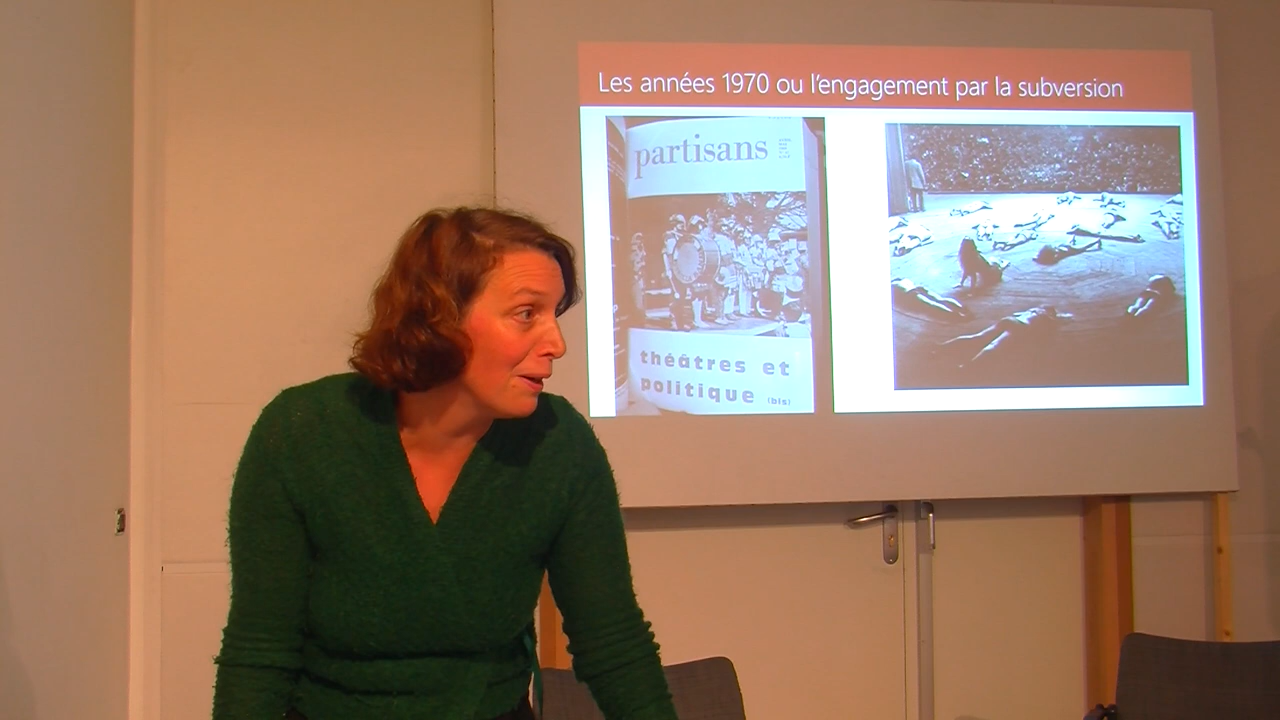 Les années 1970 ou l'engagement par la subversion
partisans
théâtres et
politique (bis)